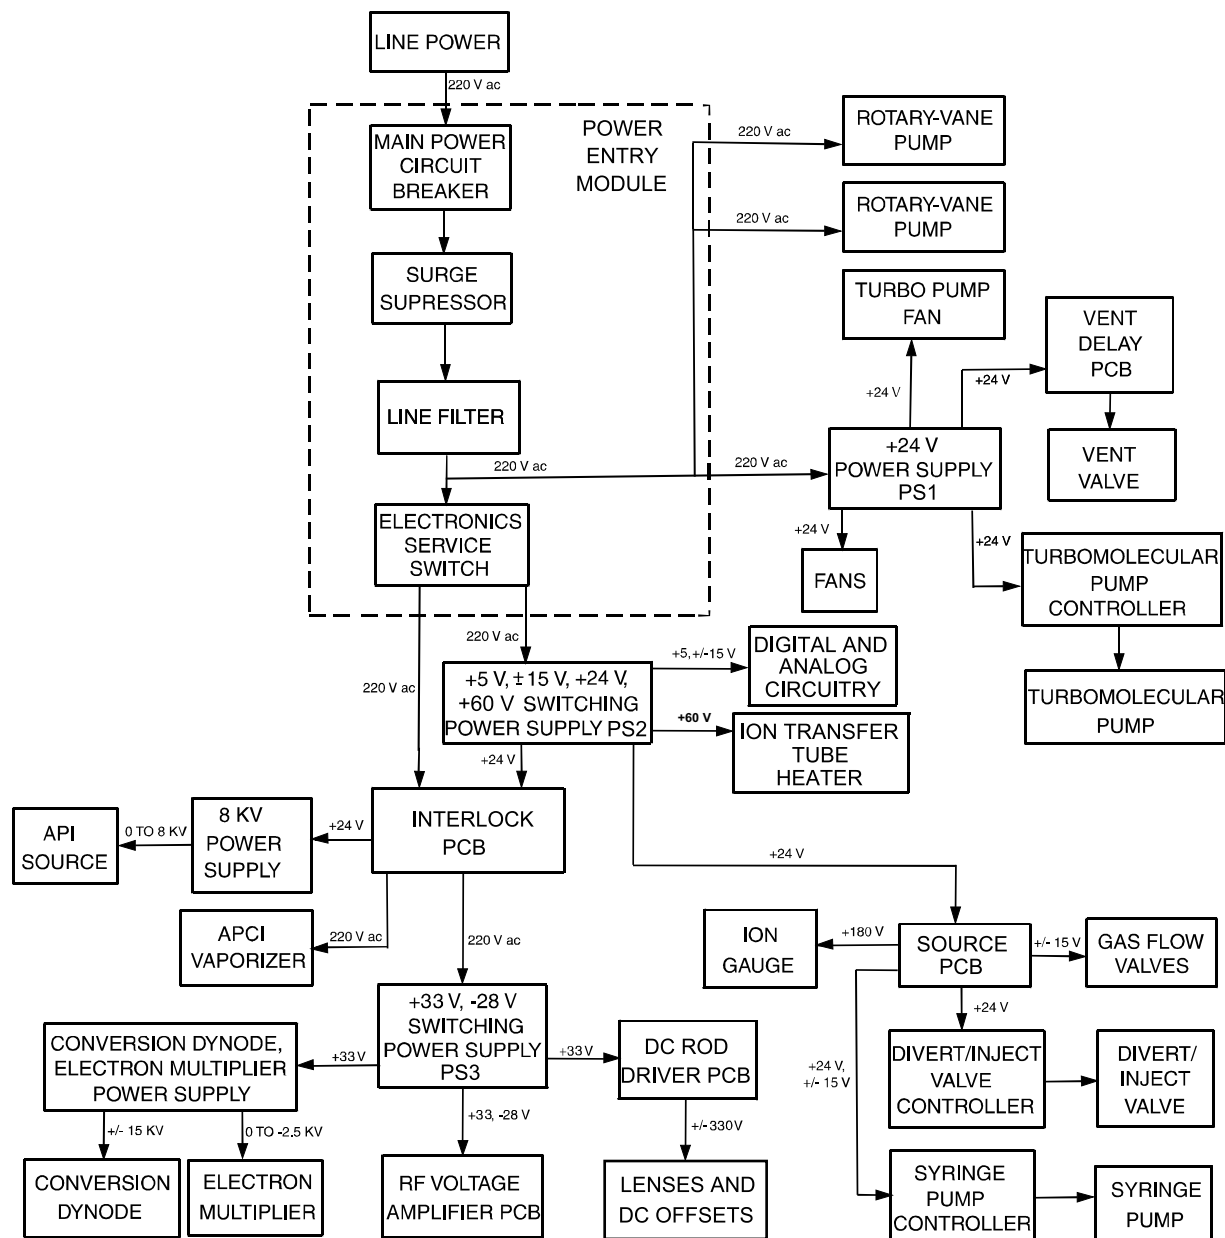 LINE POWER
220 V ac
MAIN POWER
CIRCUIT
BREAKER
POWER
ENTRY
MODULE
SURGE
SUPRESSOR
LINE FILTER
220 V ac
ELECTRONICS
SERVICE
SWITCH
220 V ac
ROTARY-VANE
PUMP
220 V ac
ROTARY-VANE
PUMP
TURBO PUMP
FAN
+24 V
VENT
DELAY
PCB
+24 V
VENT
VALVE
220 V ac
+24 V
POWER SUPPLY
PS1
+24 V
FANS
+24 V
TURBOMOLECULAR
PUMP
CONTROLLER
TURBOMOLECULAR
PUMP
220 V ac
220 V ac
+5 V, ±15 V, +24 V,
+60 V SWITCHING
POWER SUPPLY PS2
+5, +/-15 V
DIGITAL AND
ANALOG
CIRCUITRY
+60 V
ION TRANSFER
TUBE
HEATER
+24 V
INTERLOCK
PCB
+24 V
8 KV
POWER
SUPPLY
0 TO 8 KV
API
SOURCE
220 V ac
APCI
VAPORIZER
220 V ac
+24 V
SOURCE
PCB
+180 V
ION
GAUGE
+/- 15 V
GAS FLOW
VALVES
+24 V
DIVERT/INJECT
VALVE
CONTROLLER
DIVERT/
INJECT
VALVE
+24 V,
+/- 15 V
SYRINGE
PUMP
CONTROLLER
SYRINGE
PUMP
+33 V, -28 V
SWITCHING
POWER SUPPLY
PS3
+33 V
CONVERSION DYNODE,
ELECTRON MULTIPLIER
POWER SUPPLY
+/- 15 KV
CONVERSION
DYNODE
0 TO -2.5 KV
ELECTRON
MULTIPLIER
+33, -28 V
RF VOLTAGE
AMPLIFIER PCB
+33 V
DC ROD
DRIVER PCB
+/- 330V
LENSES AND
DC OFFSETS